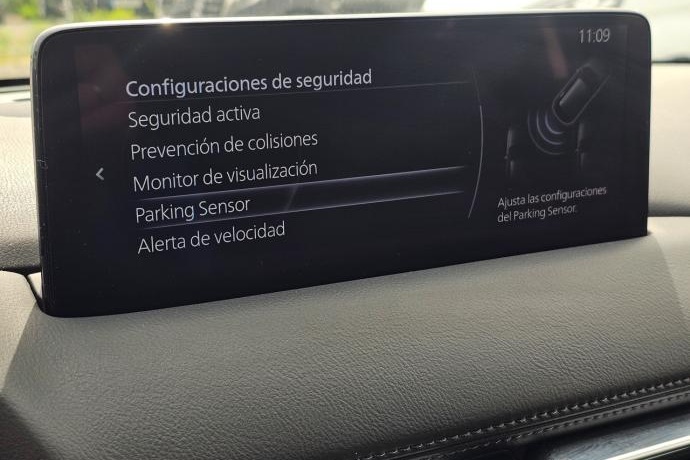 11:09
Configuraciones de seguridad
Seguridad activa
Prevención de colisiones
Monitor de visualización
Parking Sensor
Alerta de velocidad
Ajusta las configuraciones
del Parking Sensor.